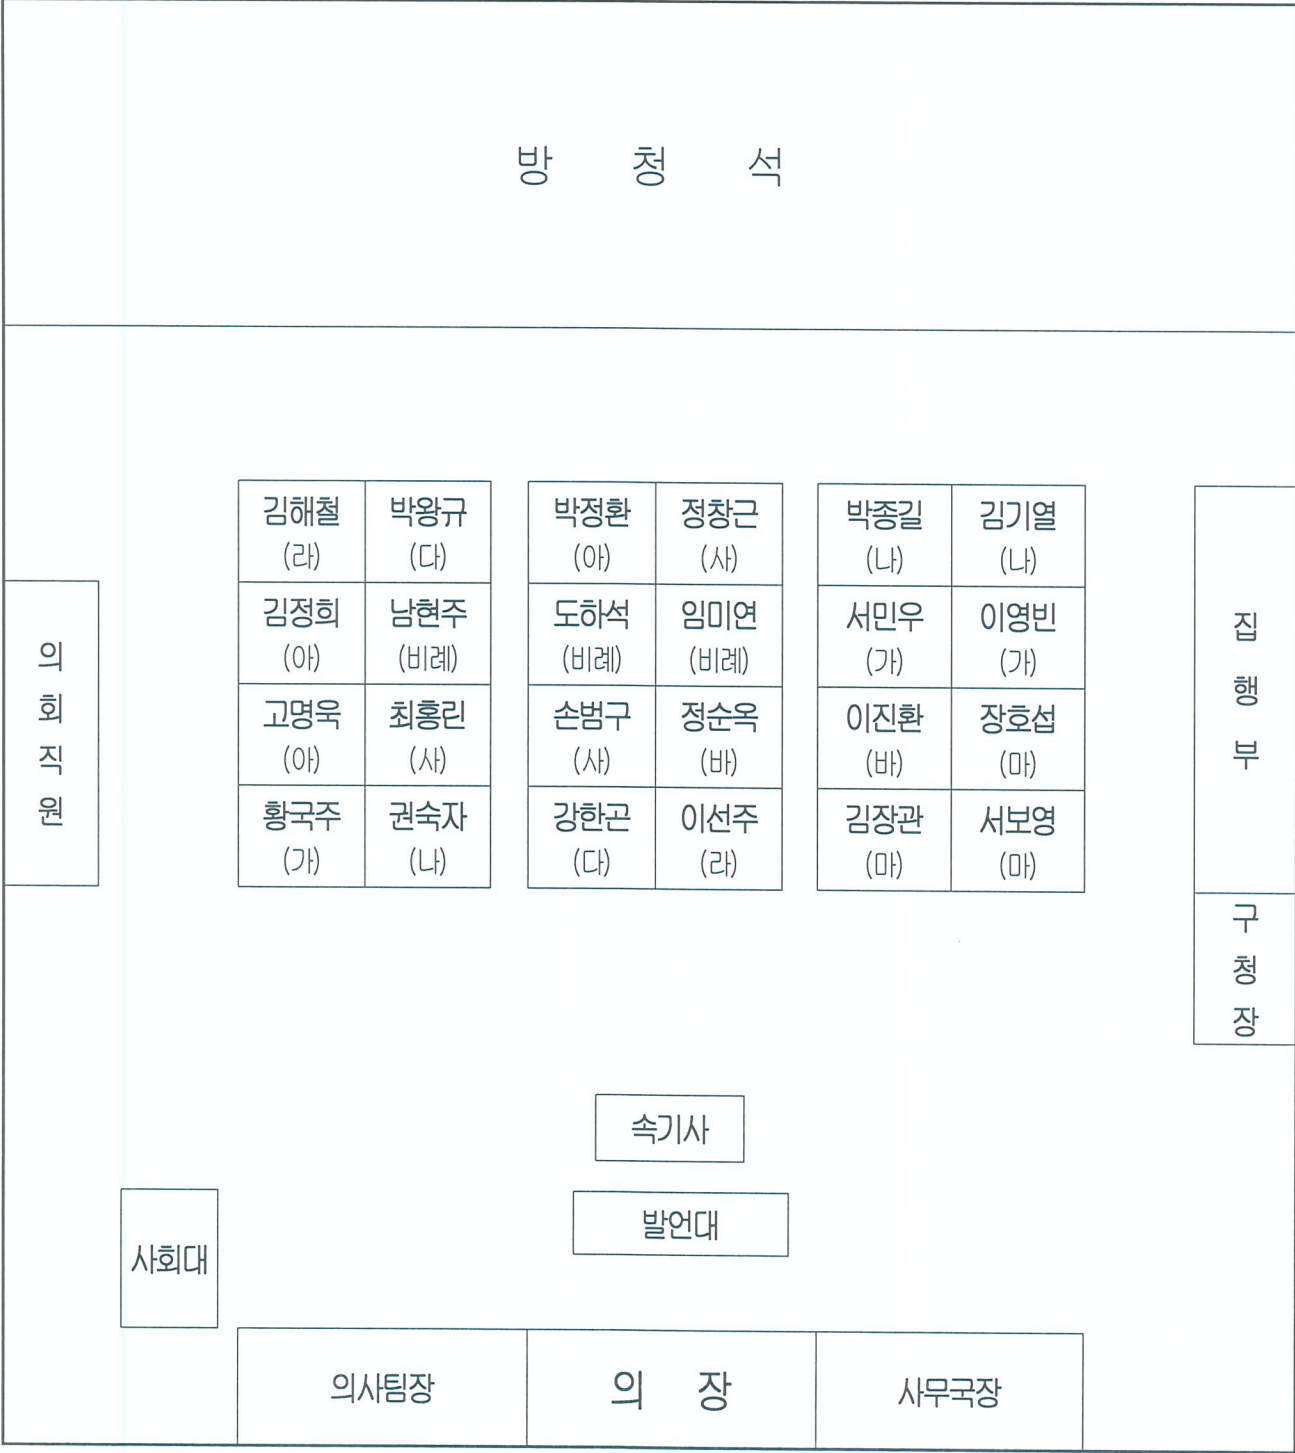 방 청 석
김해철 박왕규 박정환 정창근 박종길 김기열
(라) (다) (아) (사) (나) (나)
김정희 남현주 도하석 임미연 서민우 이영빈
(아) (비례) (비례) (비례) (가) (가)
고명욱 최홍린 손범구 정순옥 이진환 장호섭
(아) (사) (사) (바) (바) (마)
황국주 권숙자 강한곤 이선주 김장관 서보영
(가) (나) (다) (라) (마) (마)
의
회
직
원
집
행
부
구
청
장
속기사
발언대
사회대
의사팀장 의 장 사무국장